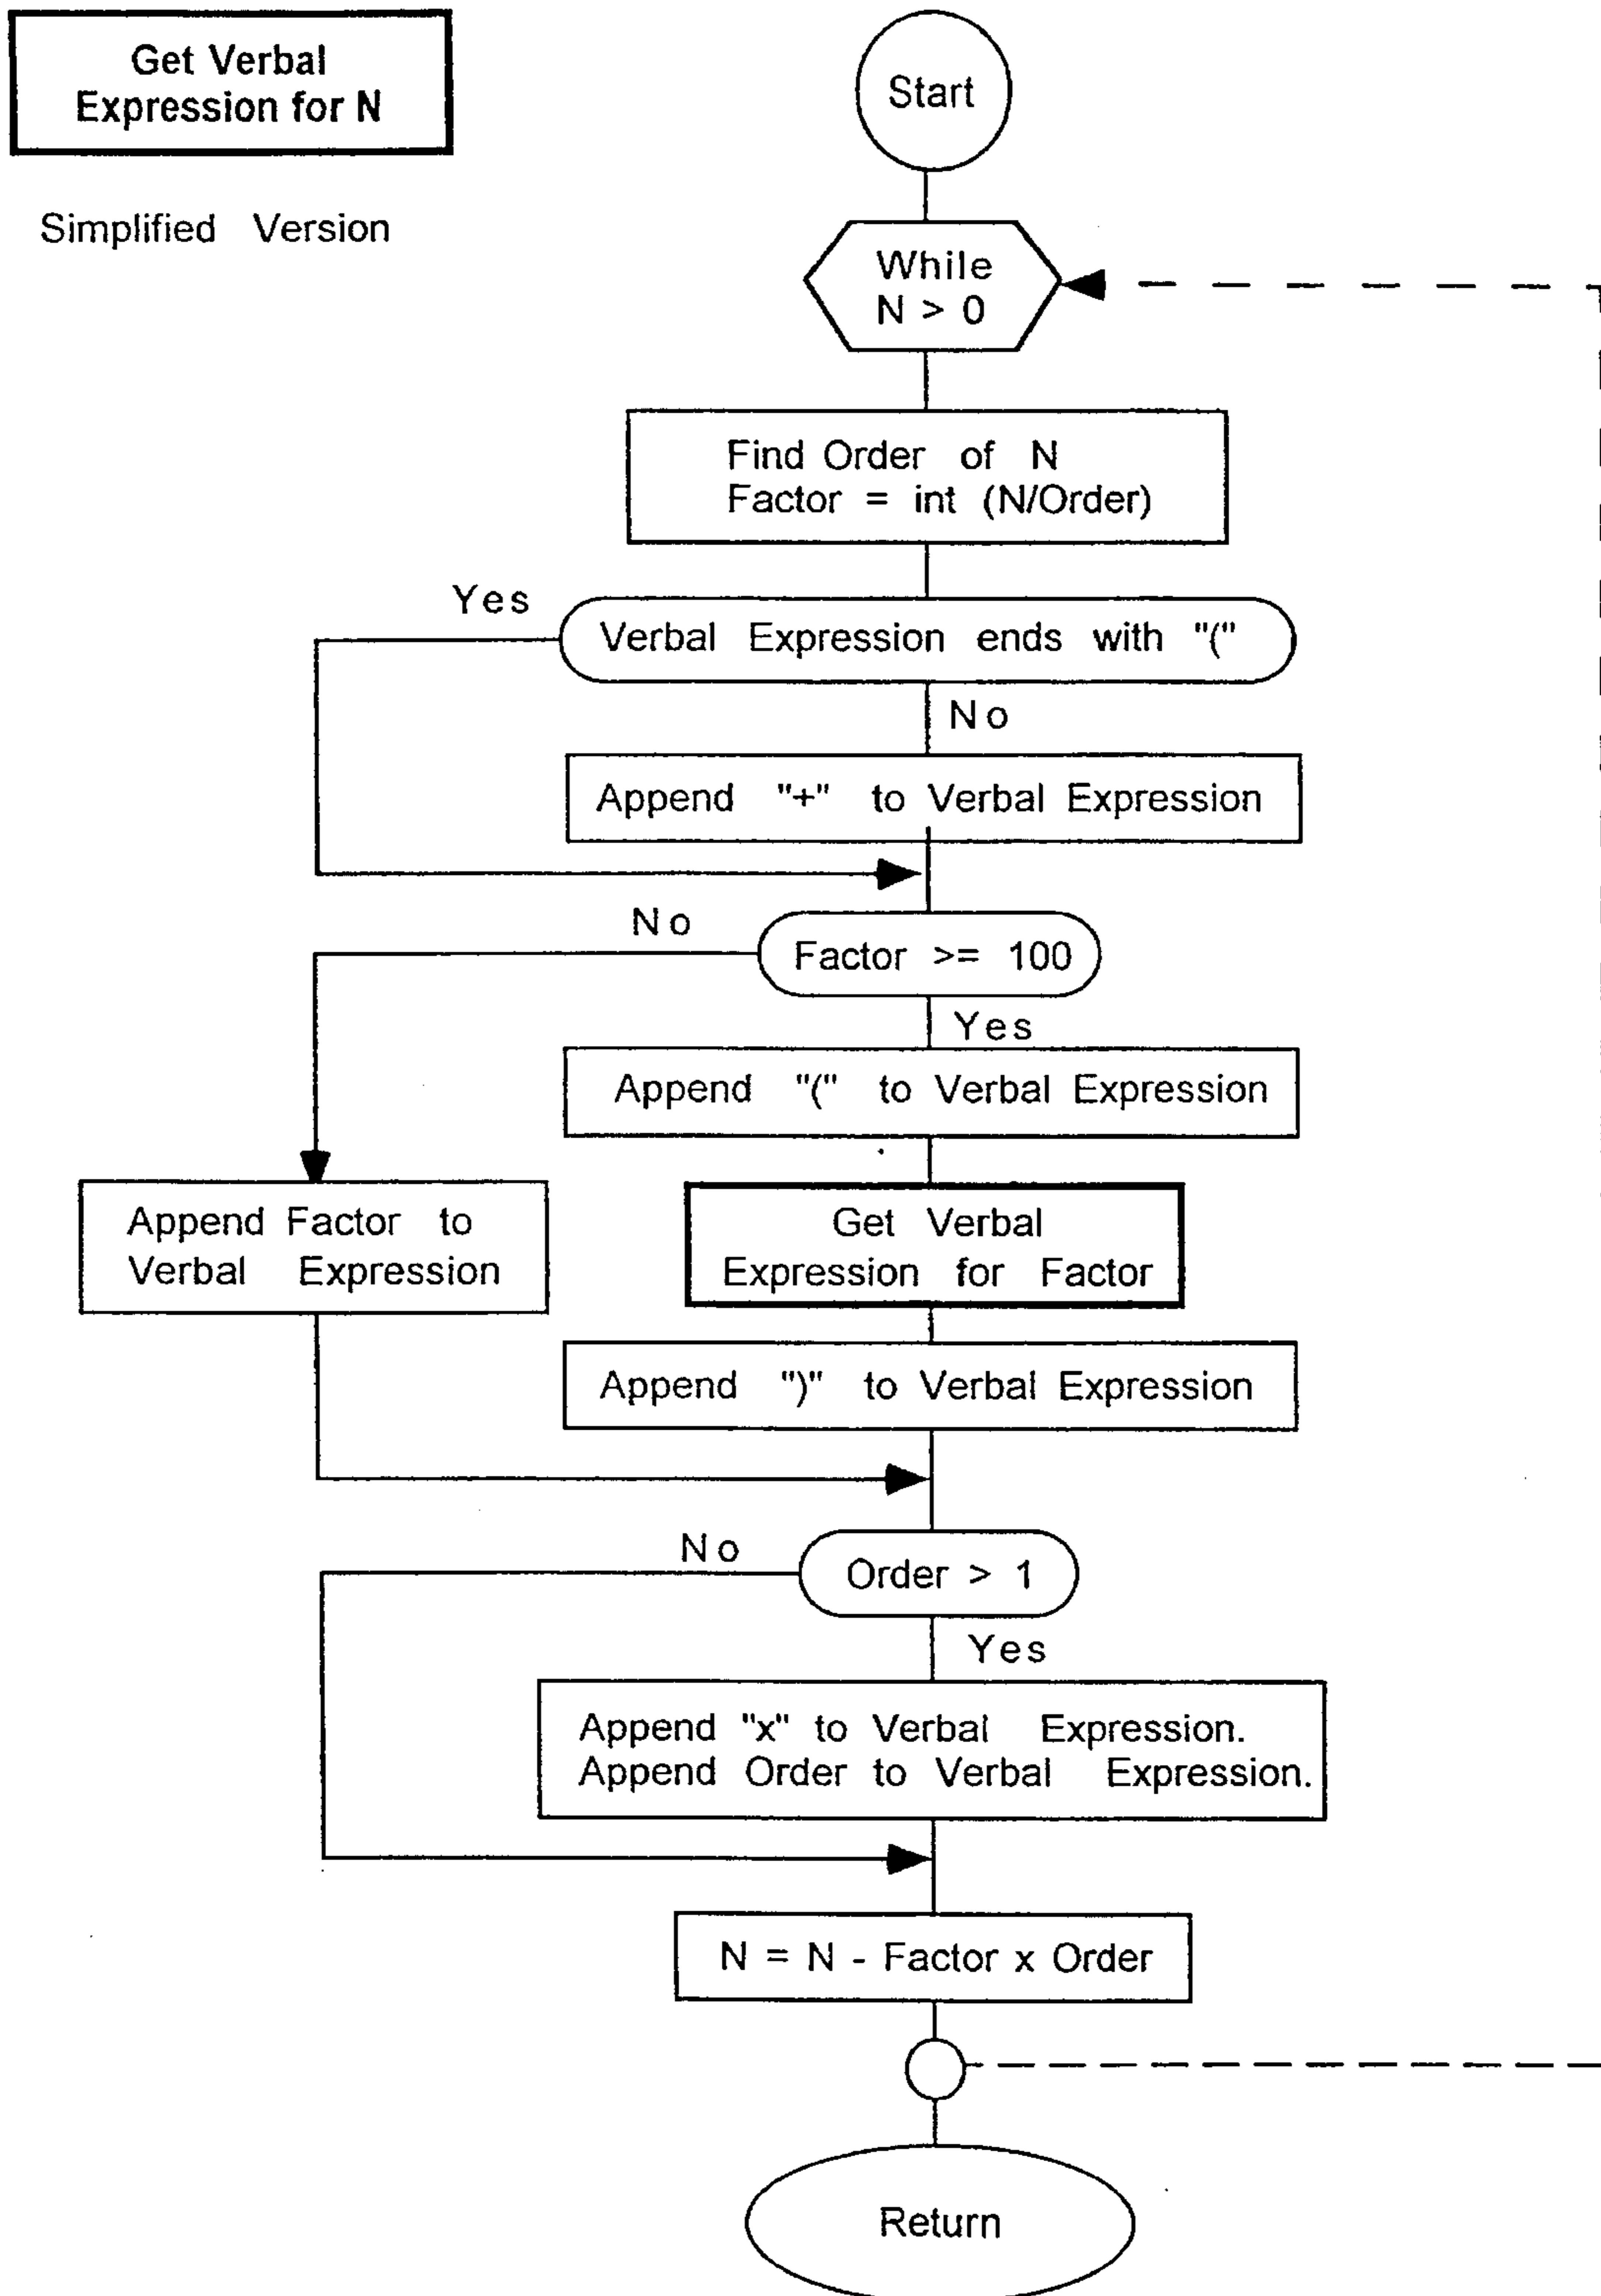 Get Verbal
Expression for N
Simplified Version
Start
While
N > 0
Find Order of N
Factor = int (N/Order)
Yes
Verbal Expression ends with "("
No
Append "+" to Verbal Expression
No
Factor >= 100
Yes
Append "(" to Verbal Expression
Append Factor to
Verbal Expression
Get Verbal
Expression for Factor
Append ")" to Verbal Expression
No
Order > 1
Yes
Append "x" to Verbal Expression.
Append Order to Verbal Expression.
N = N - Factor x Order
Return